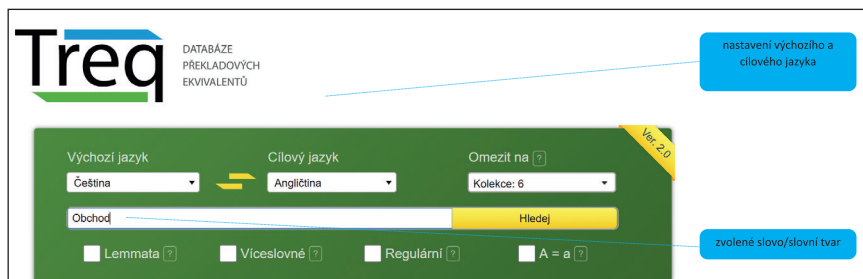 Treq
DATABÁZE
PŘEKLADOVÝCH
EKVIVALENTŮ
nastavení výchozího a
cílového jazyka
Ver. 2.0
Výchozí jazyk
Cílový jazyk
Omezit na ?
Čeština
Angličtina
Kolekce: 6
Obchod
Hledej
zvolené slovo/slovní tvar
Lemmata ?
Víceslovné ?
Regulární ?
A = a ?